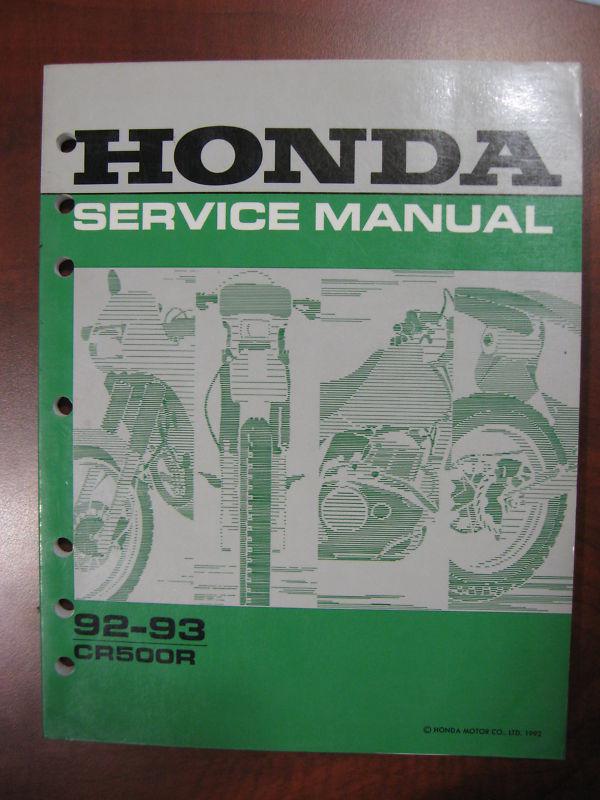 HONDA
SERVICE MANUAL
92-93
CR500R
© HONDA MOTOR CO., LTD. 1992